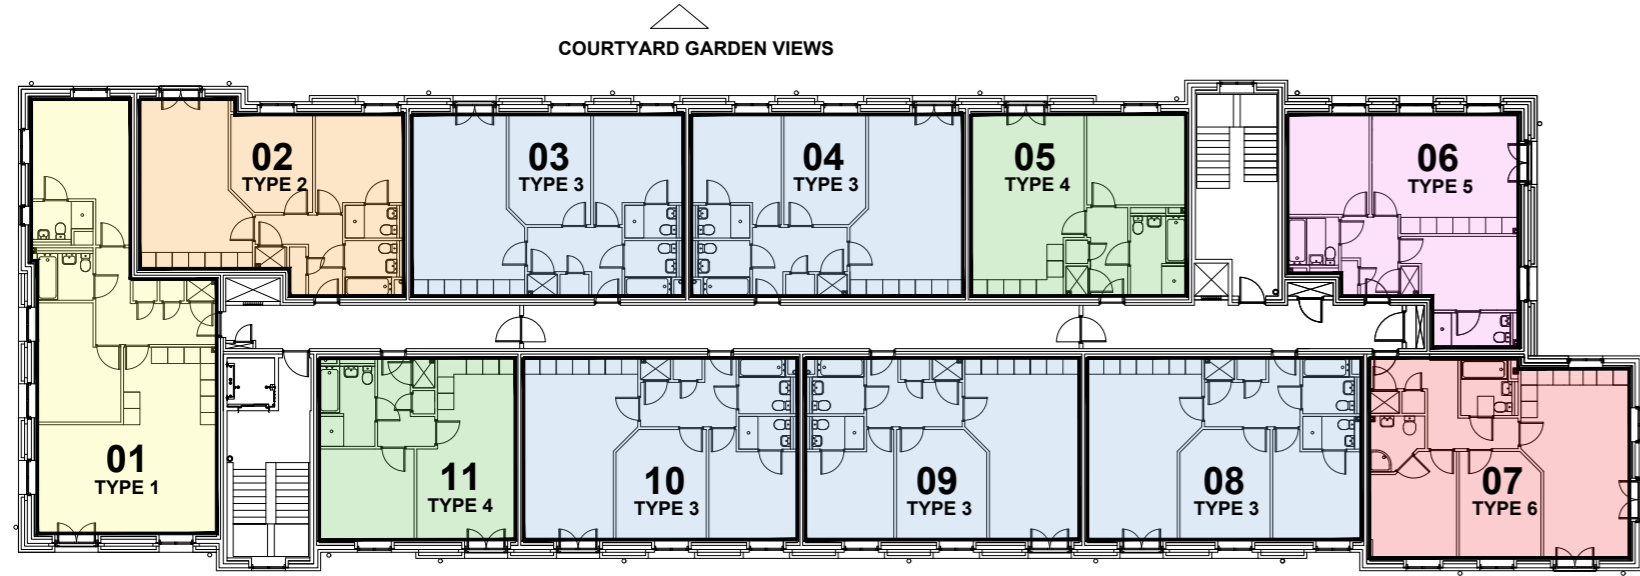 COURTYARD GARDEN VIEWS
02
TYPE 2
03
TYPE 3
04
TYPE 3
05
TYPE 4
06
TYPE 5
01
TYPE 1
11
TYPE 4
10
TYPE 3
09
TYPE 3
08
TYPE 3
07
TYPE 6